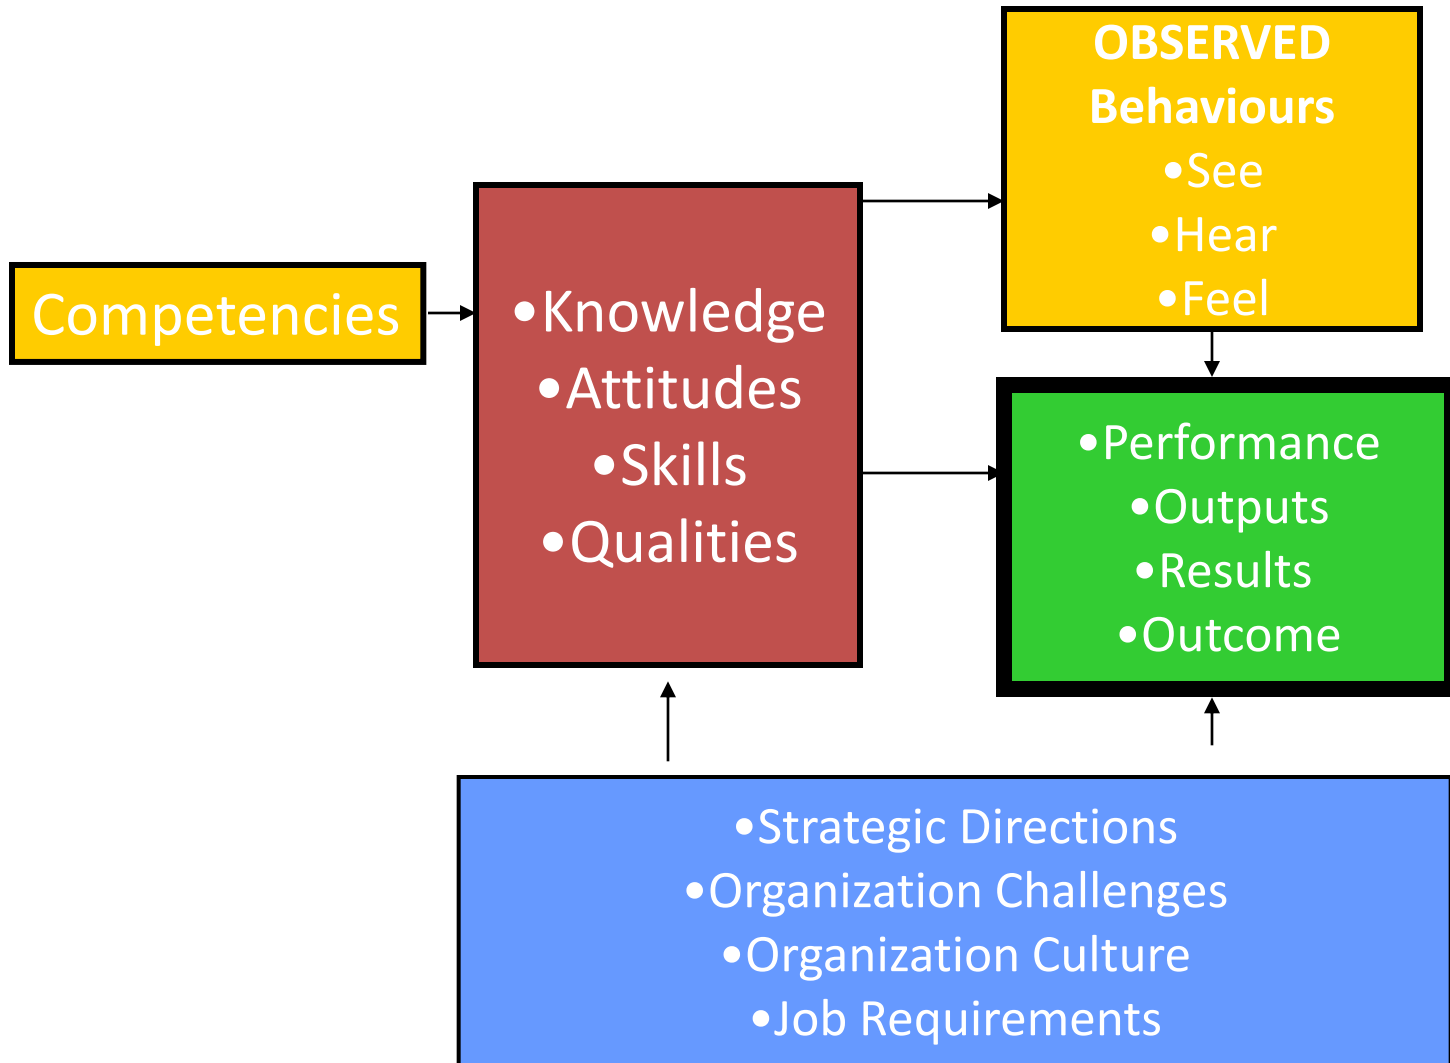 Competencies
•Knowledge
•Attitudes
•Skills
•Qualities
OBSERVED
Behaviours
•See
•Hear
•Feel
•Performance
•Outputs
•Results
•Outcome
•Strategic Directions
•Organization Challenges
•Organization Culture
•Job Requirements